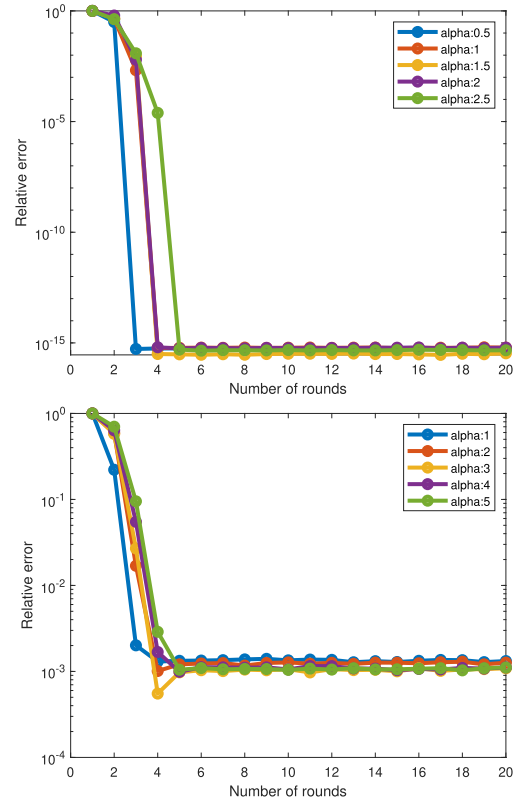 10^0
10^-5
10^-10
10^-15
Relative error
alpha:0.5
alpha:1
alpha:1.5
alpha:2
alpha:2.5
0 2 4 6 8 10 12 14 16 18 20
Number of rounds
10^0
10^-1
10^-2
10^-3
10^-4
Relative error
alpha:1
alpha:2
alpha:3
alpha:4
alpha:5
0 2 4 6 8 10 12 14 16 18 20
Number of rounds